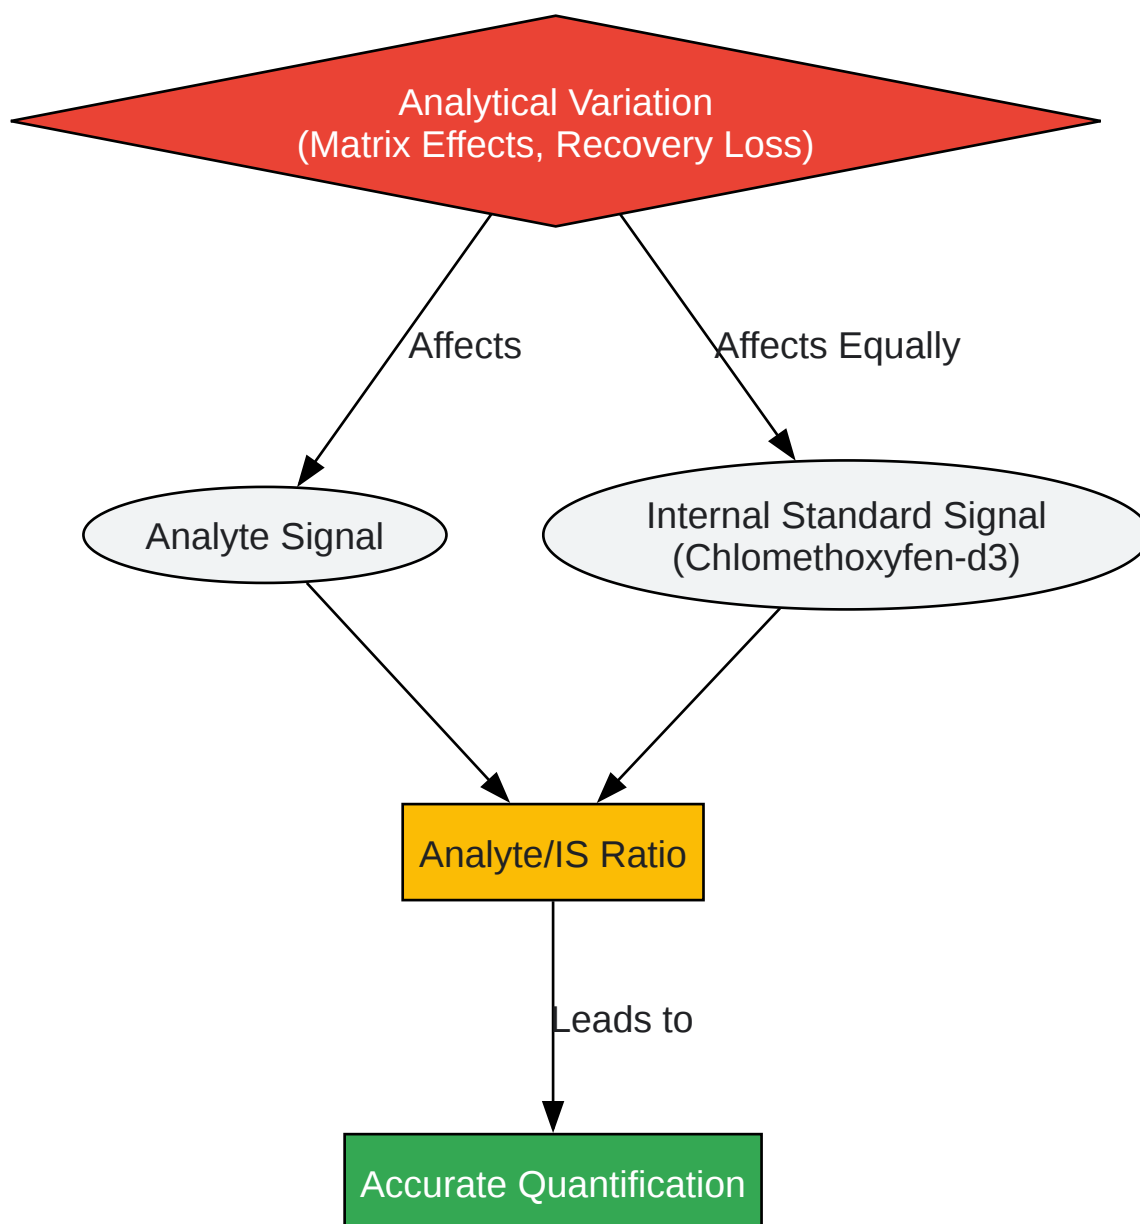 Analytical Variation
(Matrix Effects, Recovery Loss)
Affects
Affects Equally
Analyte Signal
Internal Standard Signal
(Chlomethoxyfen-d3)
Analyte/IS Ratio
Leads to
Accurate Quantification